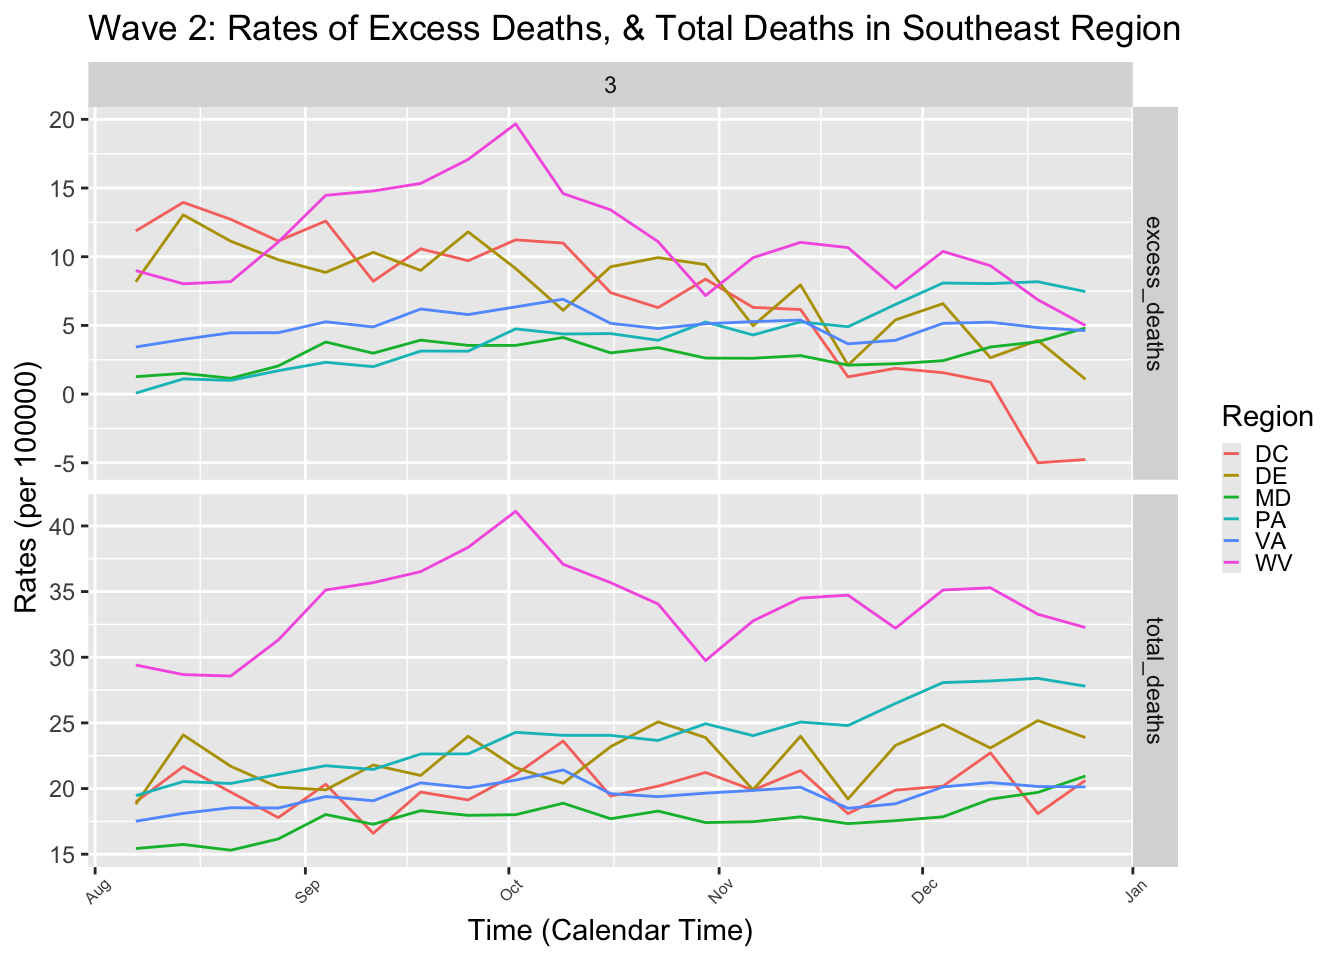 Wave 2: Rates of Excess Deaths, & Total Deaths in Southeast Region
3
20
15
10
5
0
-5
excess_deaths
40
35
30
25
20
15
total_deaths
Rates (per 100000)
Aug
Sep
Oct
Nov
Dec
Jan
Time (Calendar Time)
Region
DC
DE
MD
PA
VA
WV